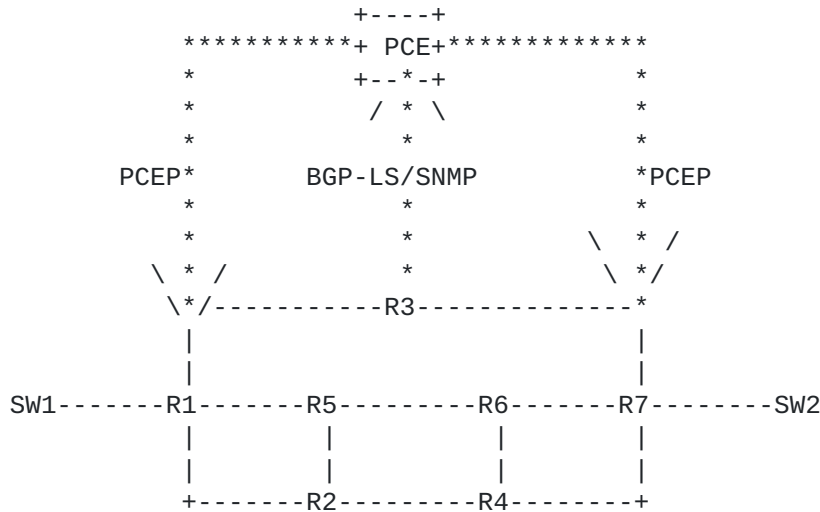 PCE
PCEP BGP-LS/SNMP PCEP
R3
SW1 R1 R5 R6 R7 SW2
R2 R4